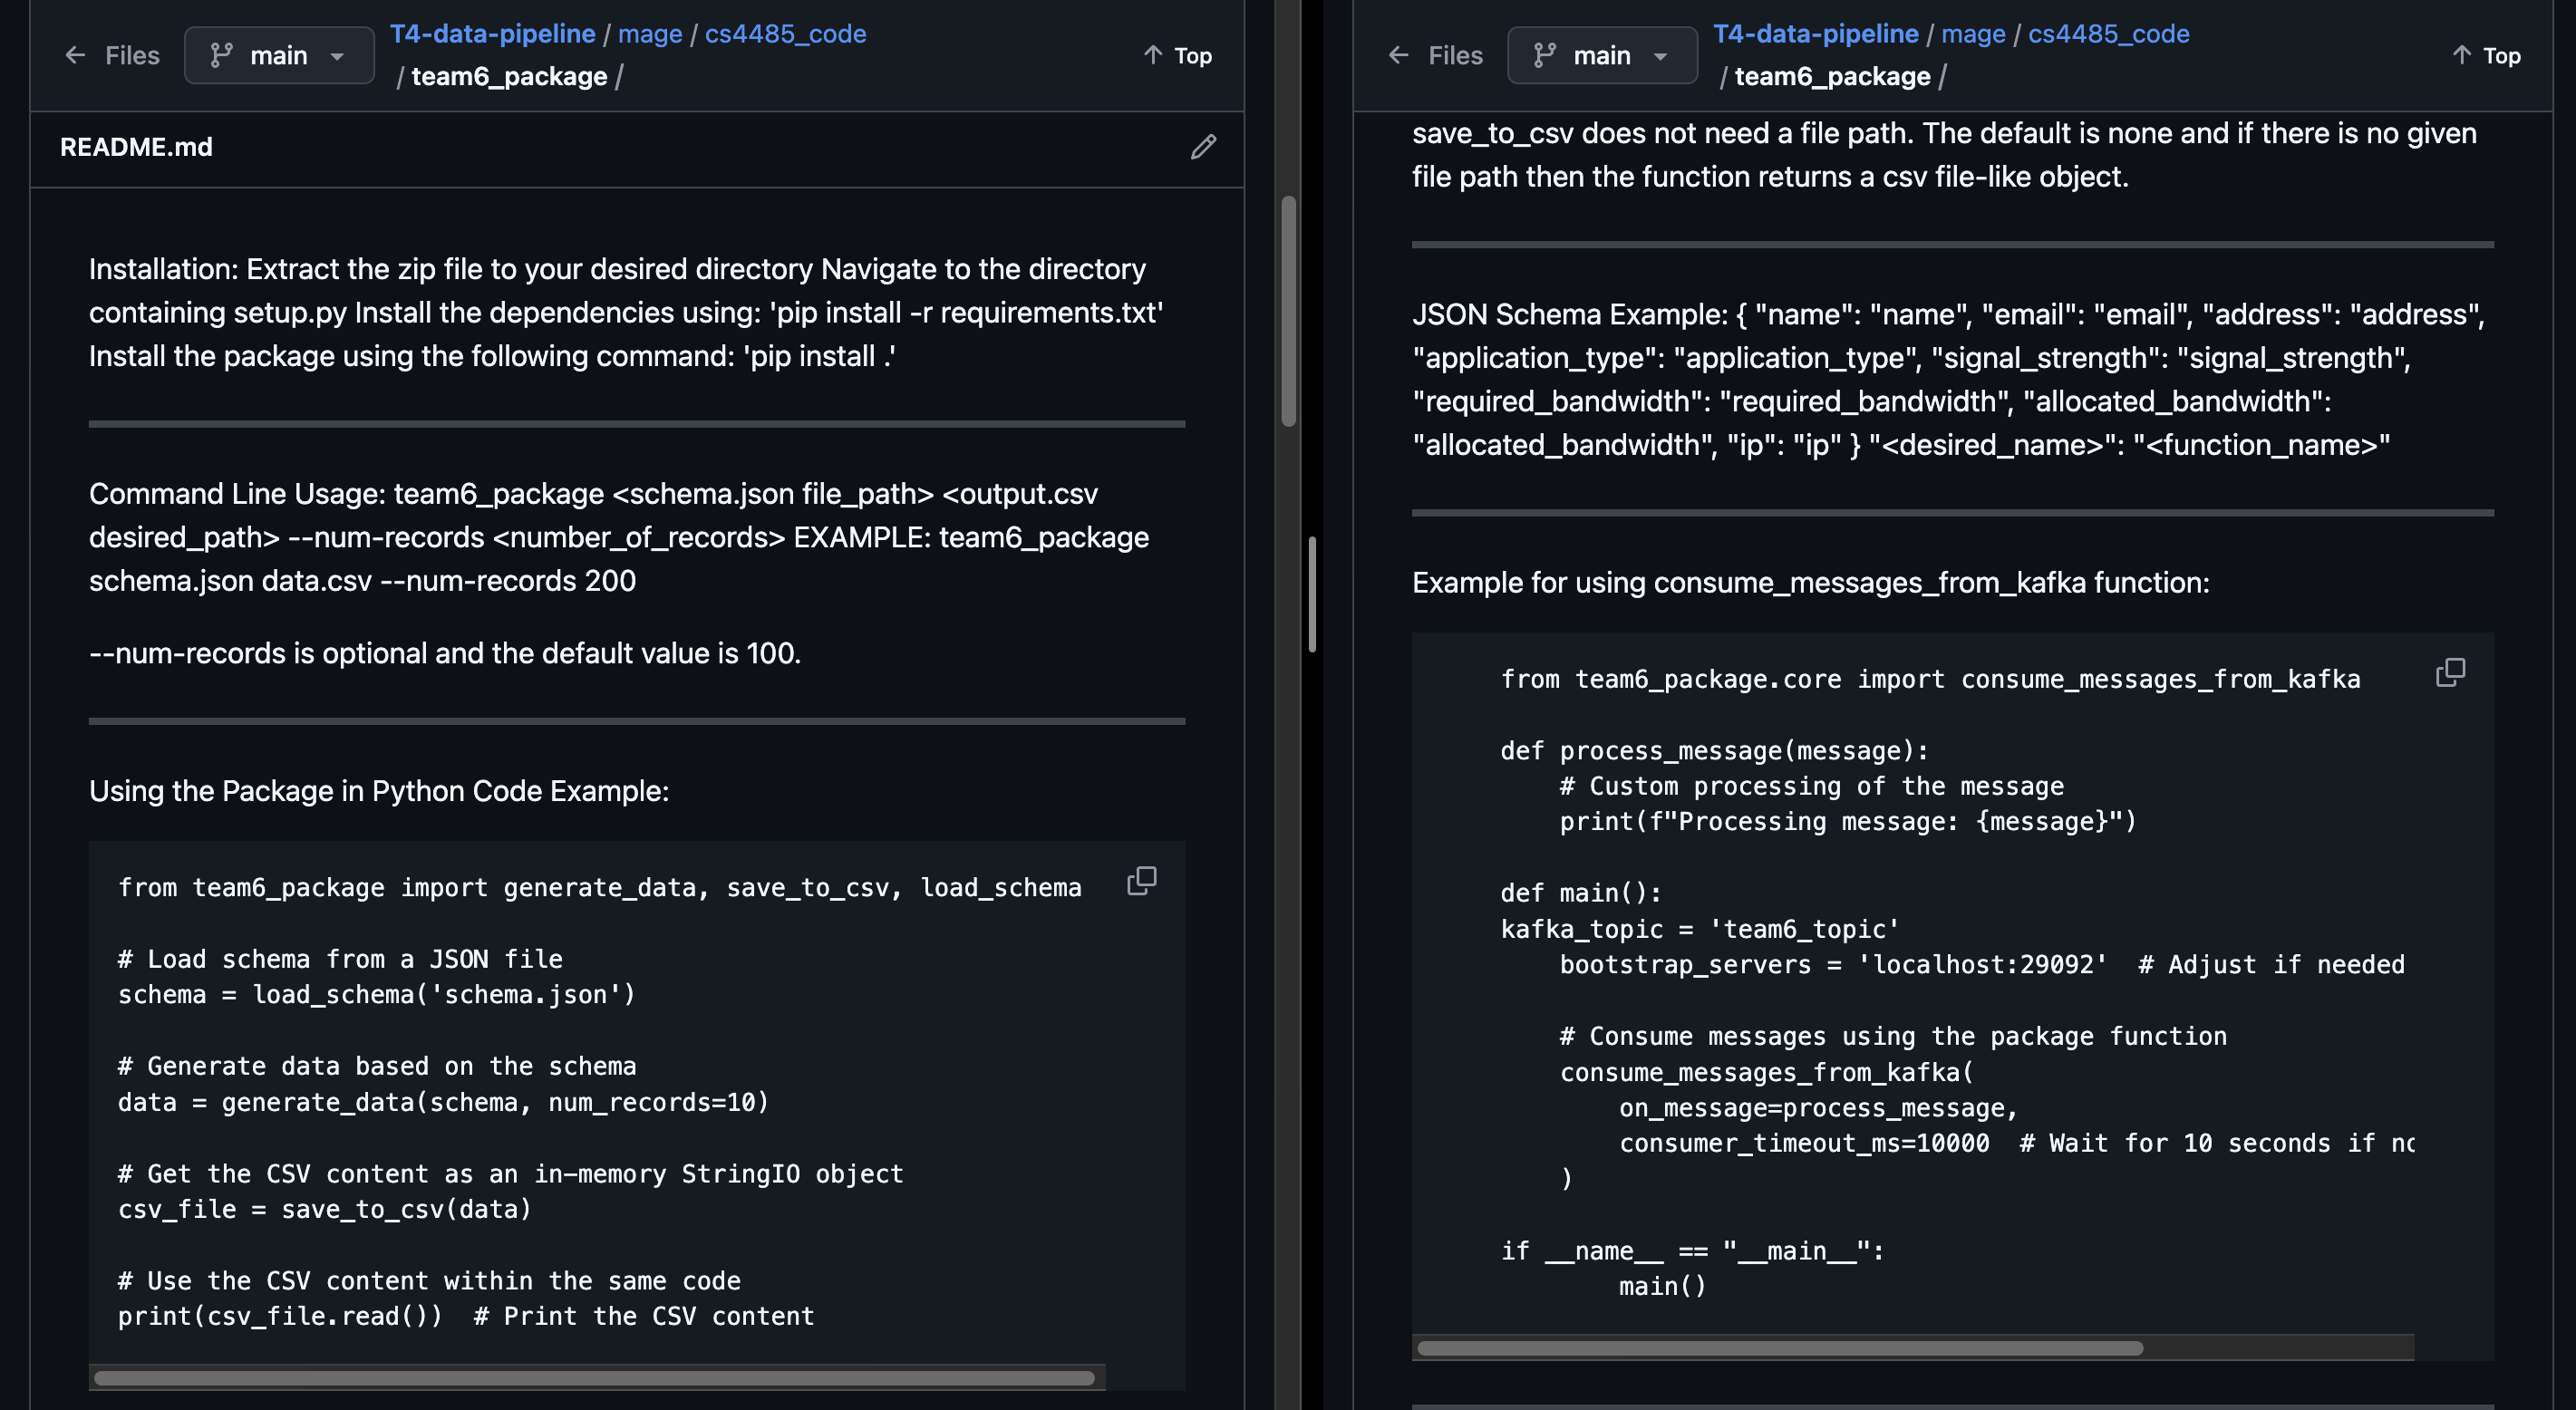 Files
main
T4-data-pipeline / mage / cs4485_code
/ team6_package /
Top
README.md
Installation: Extract the zip file to your desired directory Navigate to the directory
containing setup.py Install the dependencies using: 'pip install -r requirements.txt'
Install the package using the following command: 'pip install .'
Command Line Usage: team6_package <schema.json file_path> <output.csv
desired_path> --num-records <number_of_records> EXAMPLE: team6_package
schema.json data.csv --num-records 200
--num-records is optional and the default value is 100.
Using the Package in Python Code Example:
from team6_package import generate_data, save_to_csv, load_schema
# Load schema from a JSON file
schema = load_schema('schema.json')
# Generate data based on the schema
data = generate_data(schema, num_records=10)
# Get the CSV content as an in-memory StringIO object
csv_file = save_to_csv(data)
# Use the CSV content within the same code
print(csv_file.read())  # Print the CSV content
Files
main
T4-data-pipeline / mage / cs4485_code
/ team6_package /
Top
save_to_csv does not need a file path. The default is none and if there is no given
file path then the function returns a csv file-like object.
JSON Schema Example: { "name": "name", "email": "email", "address": "address",
"application_type": "application_type", "signal_strength": "signal_strength",
"required_bandwidth": "required_bandwidth", "allocated_bandwidth":
"allocated_bandwidth", "ip": "ip" } "<desired_name>": "<function_name>"
Example for using consume_messages_from_kafka function:
from team6_package.core import consume_messages_from_kafka
def process_message(message):
    # Custom processing of the message
    print(f"Processing message: {message}")
def main():
kafka_topic = 'team6_topic'
    bootstrap_servers = 'localhost:29092'  # Adjust if needed
    # Consume messages using the package function
    consume_messages_from_kafka(
        on_message=process_message,
        consumer_timeout_ms=10000  # Wait for 10 seconds if
    )
if __name__ == "__main__":
        main()